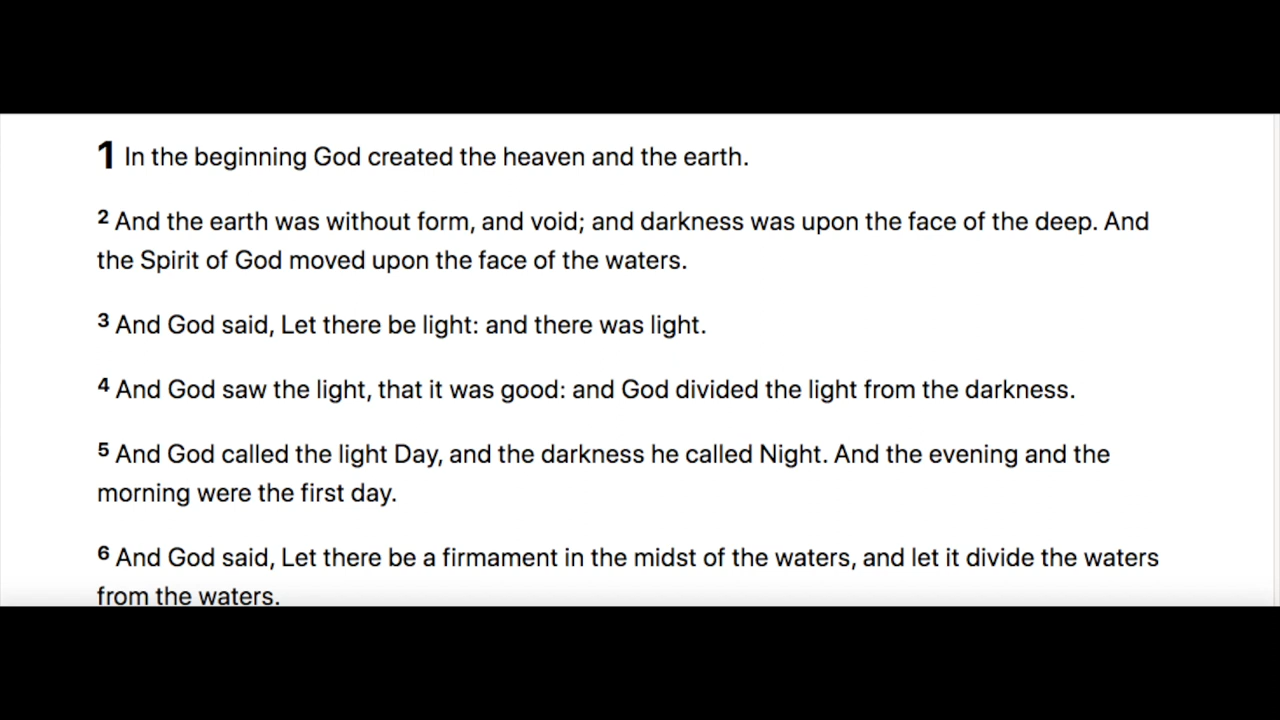 1 In the beginning God created the heaven and the earth.
2 And the earth was without form, and void; and darkness was upon the face of the deep. And
the Spirit of God moved upon the face of the waters.
3 And God said, Let there be light: and there was light.
4 And God saw the light, that it was good: and God divided the light from the darkness.
5 And God called the light Day, and the darkness he called Night. And the evening and the
morning were the first day.
6 And God said, Let there be a firmament in the midst of the waters, and let it divide the waters
from the waters.